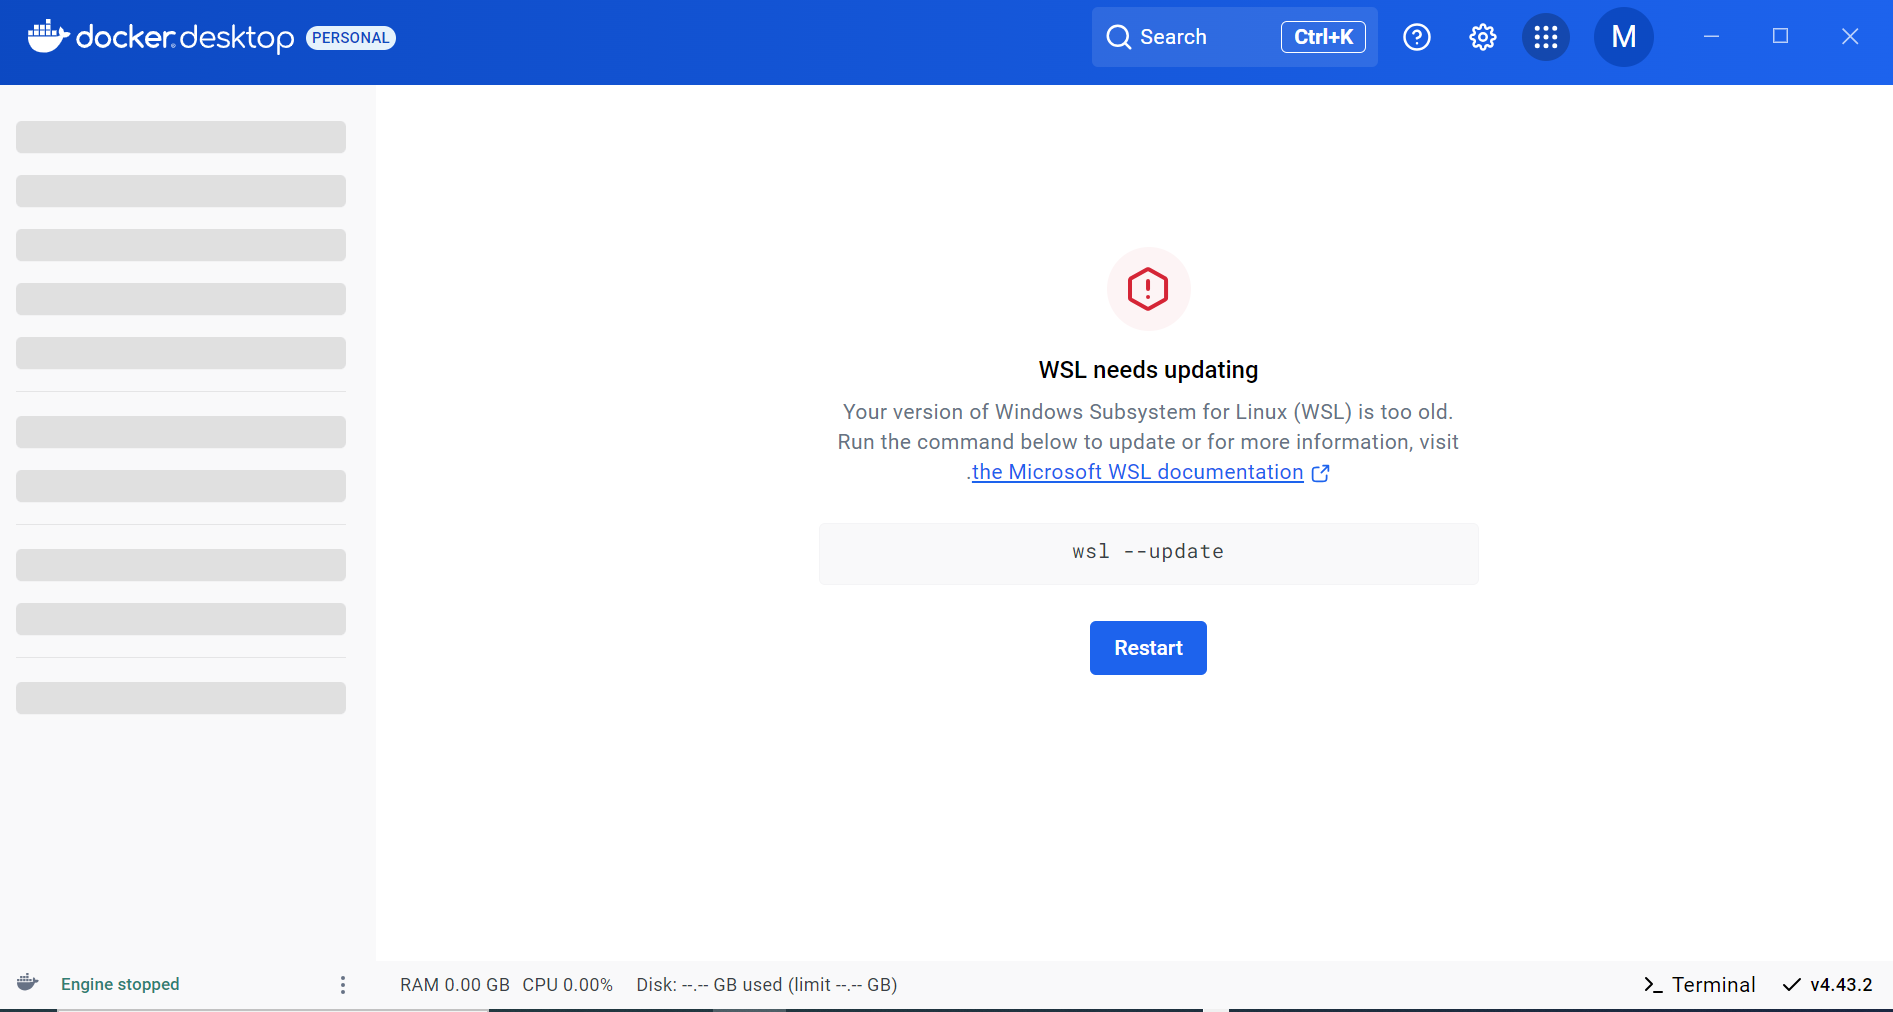 docker desktop PERSONAL
Search Ctrl+K
M
WSL needs updating
Your version of Windows Subsystem for Linux (WSL) is too old.
Run the command below to update or for more information, visit
.the Microsoft WSL documentation
wsl --update
Restart
Engine stopped
RAM 0.00 GB CPU 0.00% Disk: --.-- GB used (limit --.-- GB)
>_ Terminal
v4.43.2